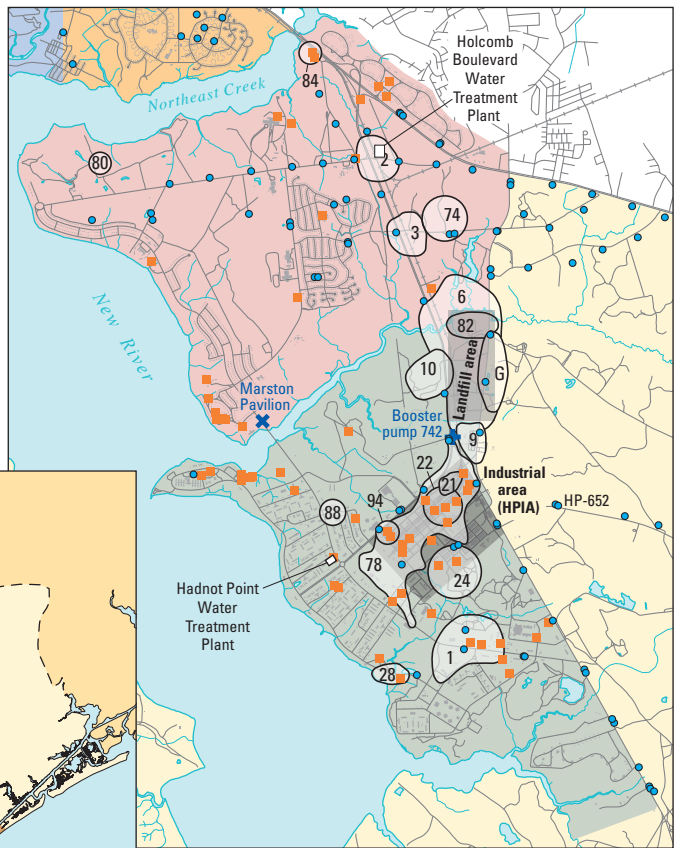 Holcomb
Boulevard
Water
Treatment
Plant
84
Northeast Creek
2
80
74
3
6
New River
82
10
Landfill area
G
Marston
Pavilion
Booster
pump 742
9
22
21
Industrial
area
(HPIA)
94
88
HP-652
78
24
Hadnot Point
Water
Treatment
Plant
1
28